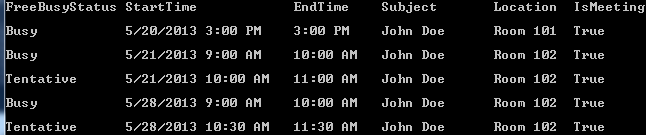 FreeBusyStatus StartTime EndTime Subject Location IsMeeting
Busy 5/20/2013 3:00 PM 3:00 PM John Doe Room 101 True
Busy 5/21/2013 9:00 AM 10:00 AM John Doe Room 102 True
Tentative 5/21/2013 10:00 AM 11:00 AM John Doe Room 102 True
Busy 5/28/2013 9:00 AM 10:00 AM John Doe Room 102 True
Tentative 5/28/2013 10:30 AM 11:30 AM John Doe Room 102 True